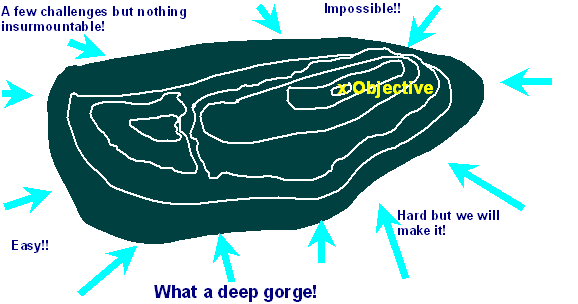 A few challenges but nothing
insurmountable!
Impossible!!
x Objective
Hard but we will
make it!
Easy!!
What a deep gorge!